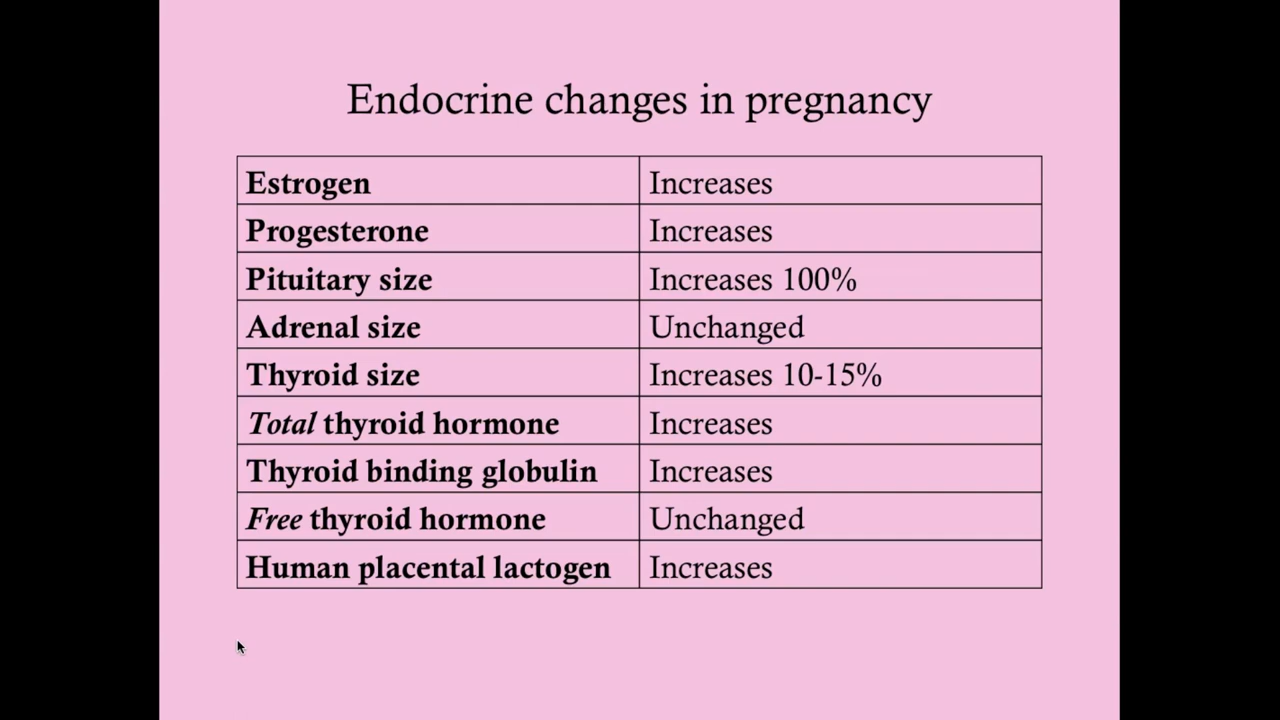 Endocrine changes in pregnancy
Estrogen Increases
Progesterone Increases
Pituitary size Increases 100%
Adrenal size Unchanged
Thyroid size Increases 10-15%
Total thyroid hormone Increases
Thyroid binding globulin Increases
Free thyroid hormone Unchanged
Human placental lactogen Increases